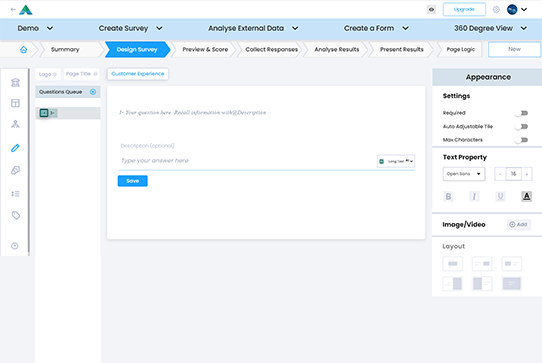 Upgrade
Demo
Create Survey
Analyse External Data
Create a Form
360 Degree View
Summary
Design Survey
Preview & Score
Collect Responses
Analyse Results
Present Results
Page Logic
New
Logo
Page Title
Customer Experience
Appearance
Questions Queue
Settings
1-
1- Your question here. Recall information with@Description.
Required
Auto Adjustable Tile
Max Characters
Description (optional)
Text Property
Type your answer here
Long Text
Open Sans
- 16 +
Save
B I U A
Image/Video
Add
Layout